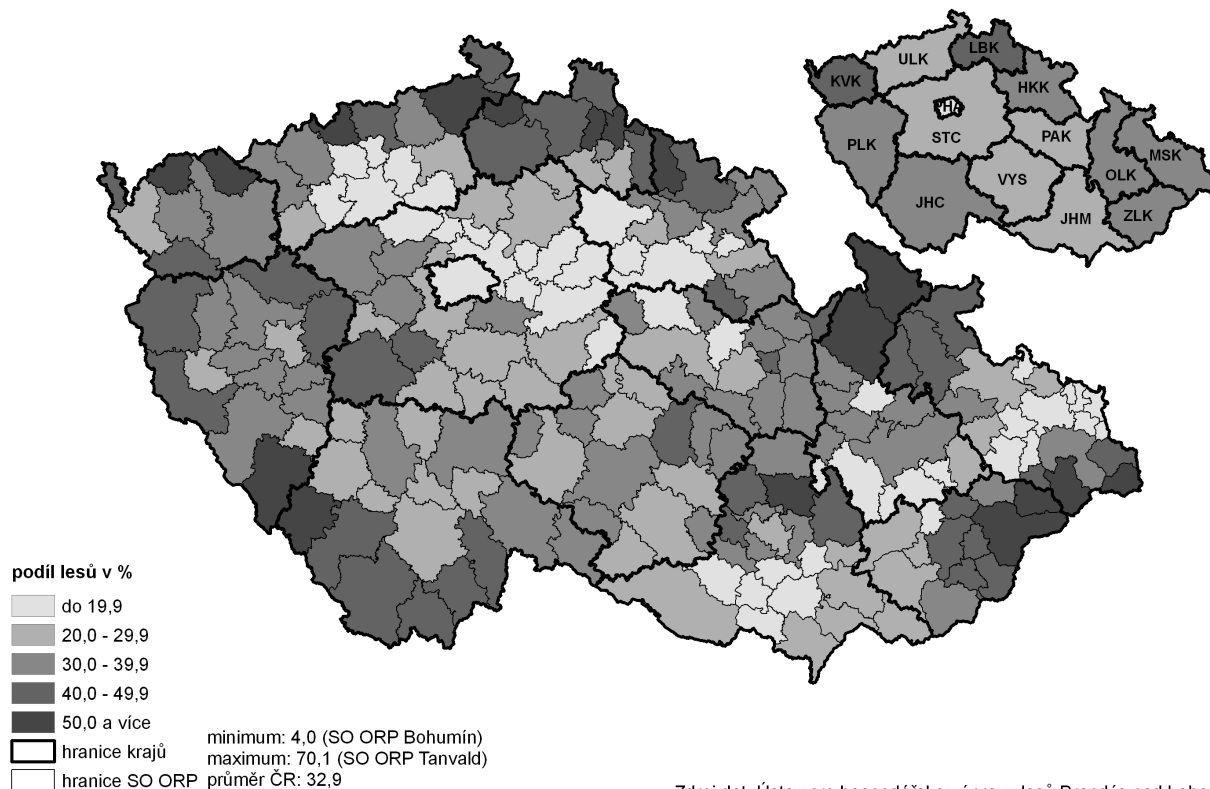 ULK
LBK
KVK
HKK
PHA
STC
PAK
PLK
MSK
OLK
VYS
JHC
JHM
ZLK
podíl lesů v %
do 19,9
20,0 - 29,9
30,0 - 39,9
40,0 - 49,9
50,0 a více
hranice krajů
hranice SO ORP
minimum: 4,0 (SO ORP Bohumín)
maximum: 70,1 (SO ORP Tanvald)
průměr ČR: 32,9